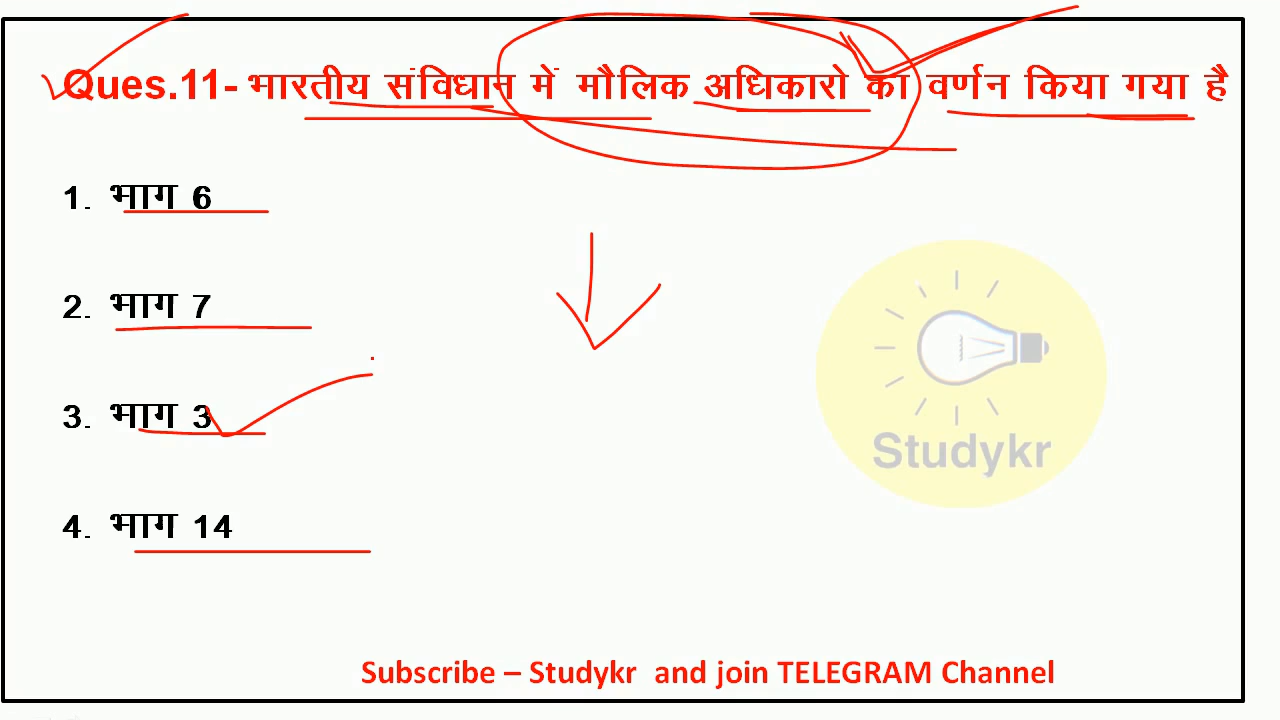 Ques.11- भारतीय संविधान में मौलिक अधिकारो का वर्णन किया गया है
1. भाग 6
2. भाग 7
3. भाग 3
4. भाग 14
Studykr
Subscribe – Studykr and join TELEGRAM Channel